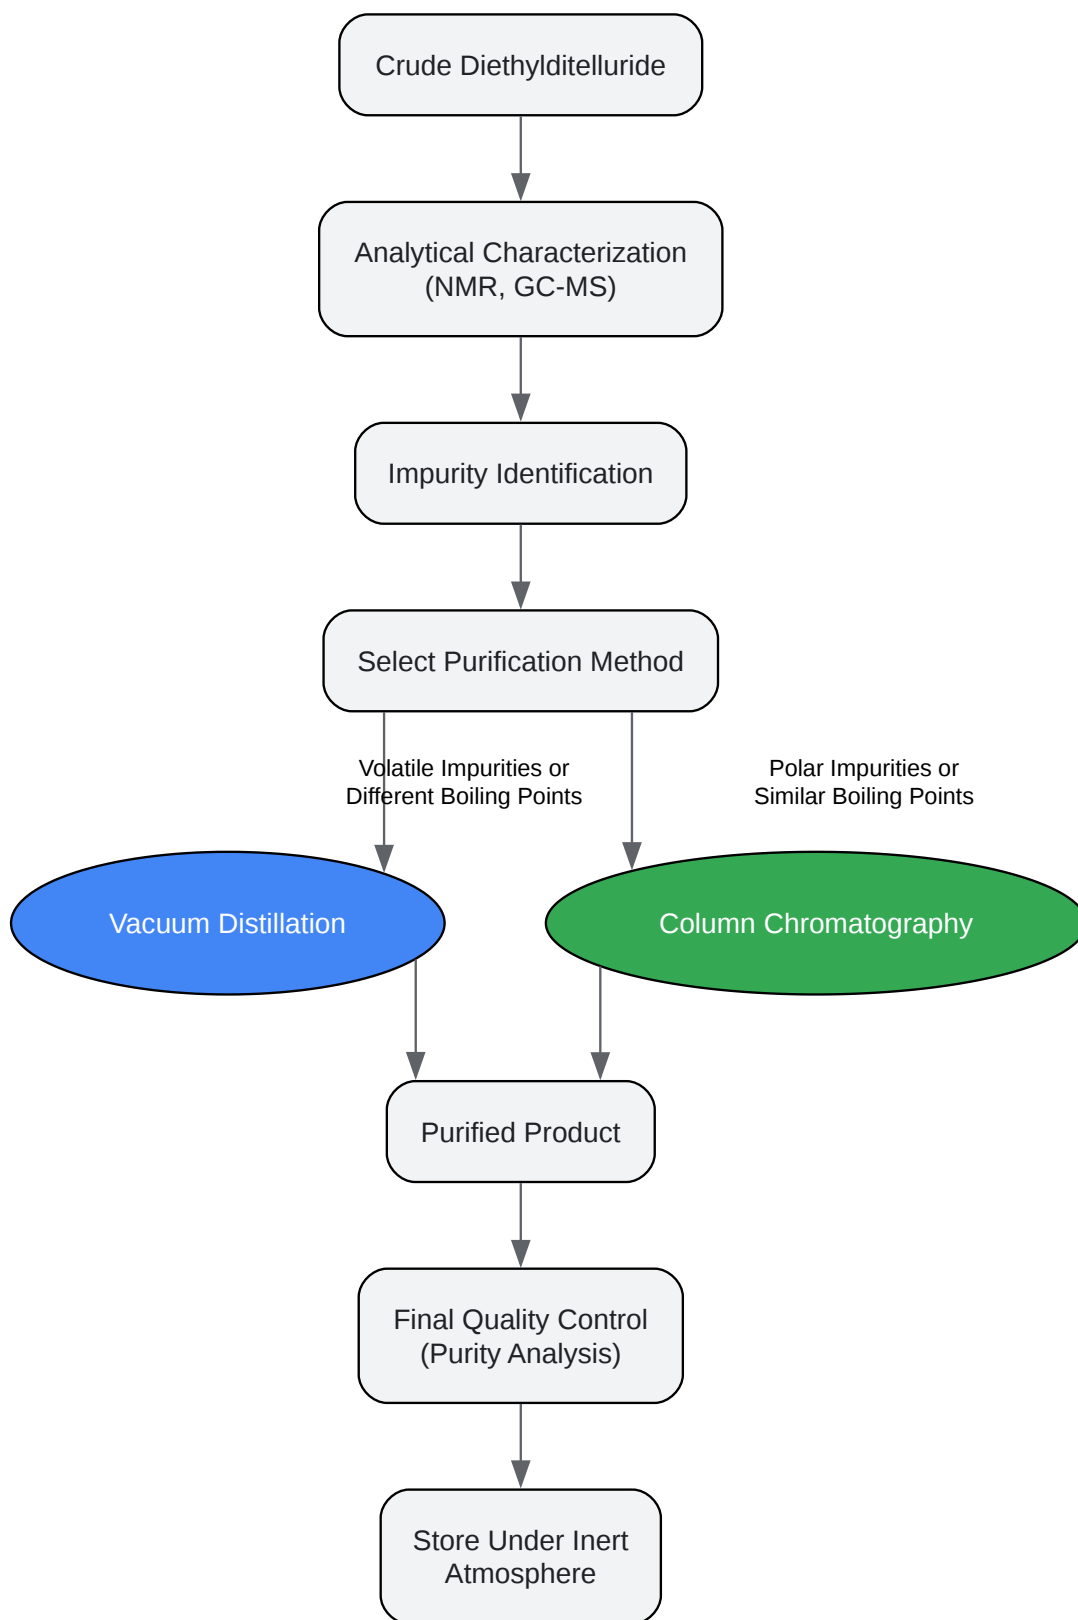 Crude Diethylditelluride
Analytical Characterization
(NMR, GC-MS)
Impurity Identification
Select Purification Method
Volatile Impurities or
Different Boiling Points
Polar Impurities or
Similar Boiling Points
Vacuum Distillation
Column Chromatography
Purified Product
Final Quality Control
(Purity Analysis)
Store Under Inert
Atmosphere